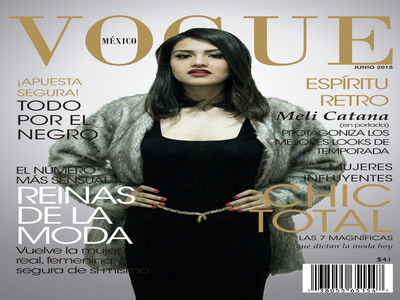 VOGUE
MÉXICO
JUNIO 2015
¡APUESTA
SEGURA!
TODO
POR EL
NEGRO
ESPÍRITU
RETRO
Meli Catana
(en portada)
PROTAGONIZA LOS
MEJORES LOOKS DE
TEMPORADA
EL NÚMERO
MÁS SENSUAL
REINAS
DE LA
MODA
Vuelve la mujer
real, femenina
segura de si misma
MUJERES
INFLUYENTES
CHIC
TOTAL
LAS 7 MAGNÍFICAS
que dictan la moda hoy
$41